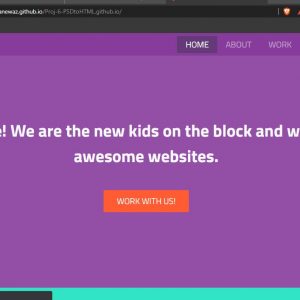 anewaz.github.io/Proj-6-PSDtoHTML.github.io/
HOME ABOUT WORK
! We are the new kids on the block and w
awesome websites.
WORK WITH US!